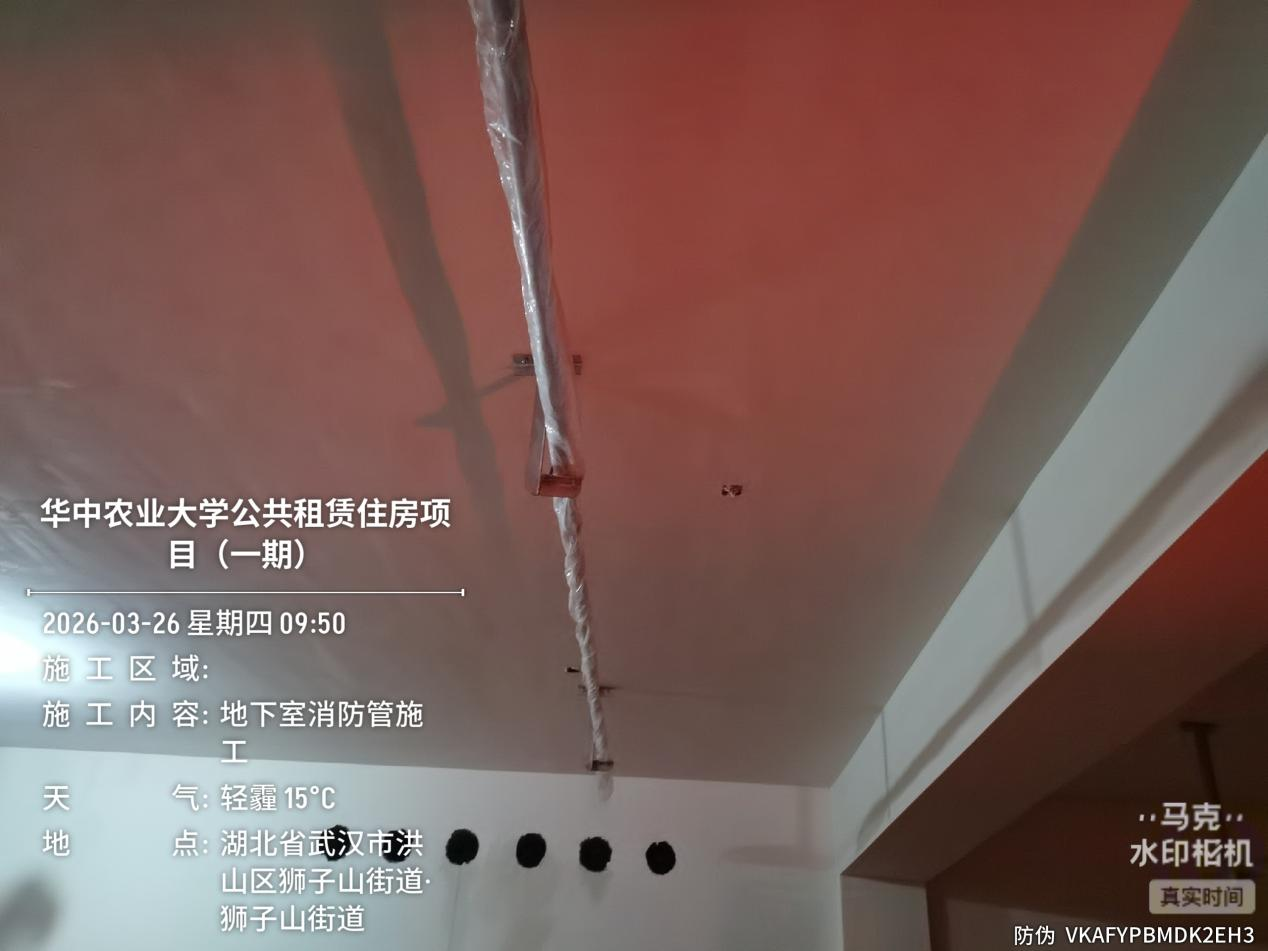 华中农业大学公共租赁住房项
目（一期）
2026-03-26 星期四 09:50
施工区域:
施工内容: 地下室消防管施
工
天气: 轻霾 15°C
地点: 湖北省武汉市洪
山区狮子山街道·
狮子山街道
马克
水印相机
真实时间
防伪 VKAFYPBMDK2EH3